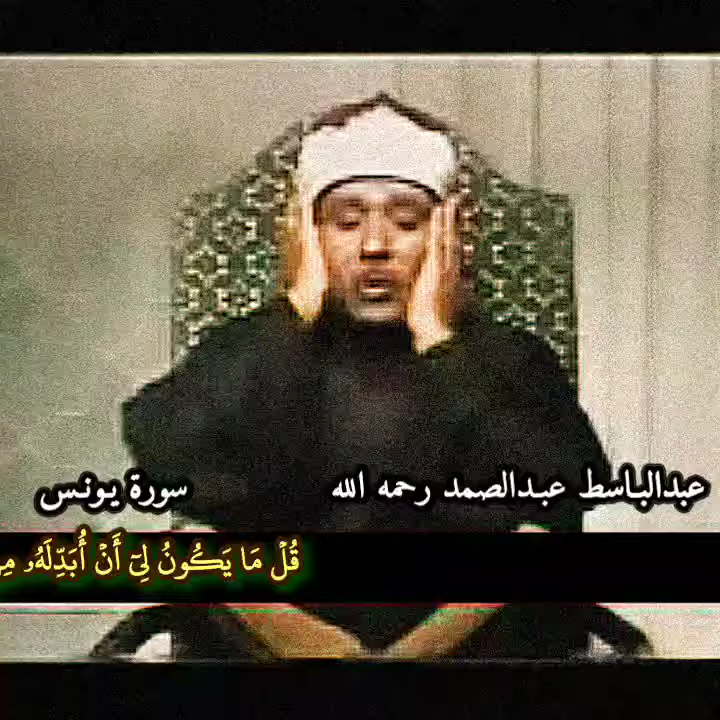 عبدالباسط عبدالصمد رحمه الله
سورة يونس
قُلْ مَا يَكُونُ لِيٓ أَنْ أُبَدِّلَهُۥ